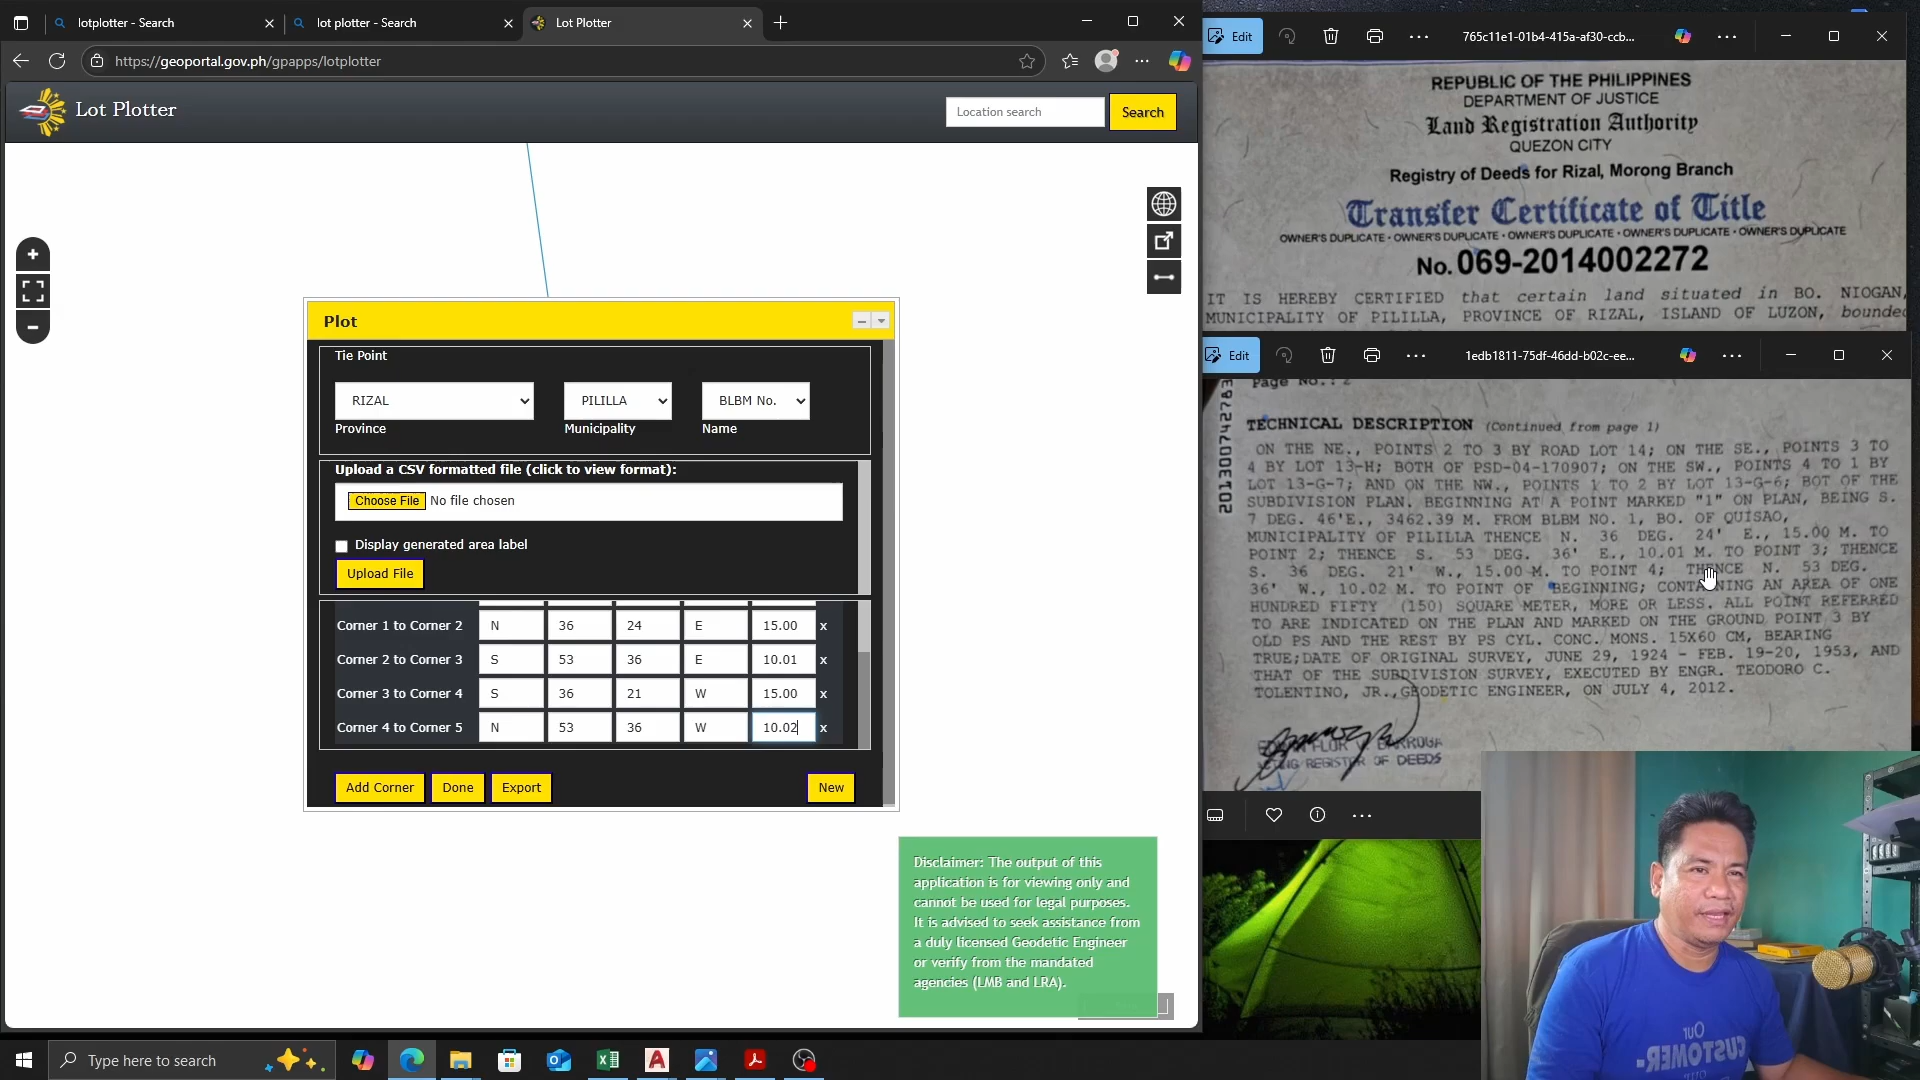 lotplotter - Search
lot plotter - Search
Lot Plotter
https://geoportal.gov.ph/gpapps/lotplotter
Lot Plotter
Location search
Search
Plot
Tie Point
RIZAL
PILILLA
BLBM No.
Province
Municipality
Name
Upload a CSV formatted file (click to view format):
Choose File No file chosen
Display generated area label
Upload File
Corner 1 to Corner 2 N 36 24 E 15.00 x
Corner 2 to Corner 3 S 53 36 E 10.01 x
Corner 3 to Corner 4 S 36 21 W 15.00 x
Corner 4 to Corner 5 N 53 36 W 10.02 x
Add Corner
Done
Export
New
Disclaimer: The output of this
application is for viewing only and
cannot be used for legal purposes.
It is advised to seek assistance from
a duly licensed Geodetic Engineer
or verify from the mandated
agencies (LMB and LRA).
Edit
765c11e1-01b4-415a-af30-ccb...
REPUBLIC OF THE PHILIPPINES
DEPARTMENT OF JUSTICE
Land Registration Authority
QUEZON CITY
Registry of Deeds for Rizal, Morong Branch
Transfer Certificate of Title
OWNER'S DUPLICATE • OWNER'S DUPLICATE • OWNER'S DUPLICATE • OWNER'S DUPLICATE • OWNER'S DUPLICATE
No. 069-2014002272
IT IS HEREBY CERTIFIED that certain land situated in BO. NIOGAN,
MUNICIPALITY OF PILILLA, PROVINCE OF RIZAL, ISLAND OF LUZON, bounded
Edit
1edb1811-75df-46dd-b02c-ee...
Page No.: 2
TECHNICAL DESCRIPTION (Continued from page 1)
ON THE NE., POINTS 2 TO 3 BY ROAD LOT 14; ON THE SE., POINTS 3 TO
4 BY LOT 13-H; BOTH OF PSD-04-170907; ON THE SW., POINTS 4 TO 1 BY
LOT 13-G-7; AND ON THE NW., POINTS 1 TO 2 BY LOT 13-G-6; BOT OF THE
SUBDIVISION PLAN. BEGINNING AT A POINT MARKED "1" ON PLAN, BEING S.
7 DEG. 46'E., 3462.39 M. FROM BLBM NO. 1, BO. OF QUISAO,
MUNICIPALITY OF PILILLA THENCE N. 36 DEG. 24' E., 15.00 M. TO
POINT 2; THENCE S. 53 DEG. 36' E., 10.01 M. TO POINT 3; THENCE
S. 36 DEG. 21' W., 15.00 M. TO POINT 4; THENCE N. 53 DEG.
36' W., 10.02 M. TO POINT OF BEGINNING; CONTAINING AN AREA OF ONE
HUNDRED FIFTY (150) SQUARE METER, MORE OR LESS. ALL POINT REFERRED
TO ARE INDICATED ON THE PLAN AND MARKED ON THE GROUND POINT 3 BY
OLD PS AND THE REST BY PS CYL. CONC. MONS. 15X60 CM, BEARING
TRUE; DATE OF ORIGINAL SURVEY, JUNE 29, 1924 - FEB. 19-20, 1953, AND
THAT OF THE SUBDIVISION SURVEY, EXECUTED BY ENGR. TEODORO C.
TOLENTINO, JR., GEODETIC ENGINEER, ON JULY 4, 2012.
REGISTER OF DEEDS
Type here to search